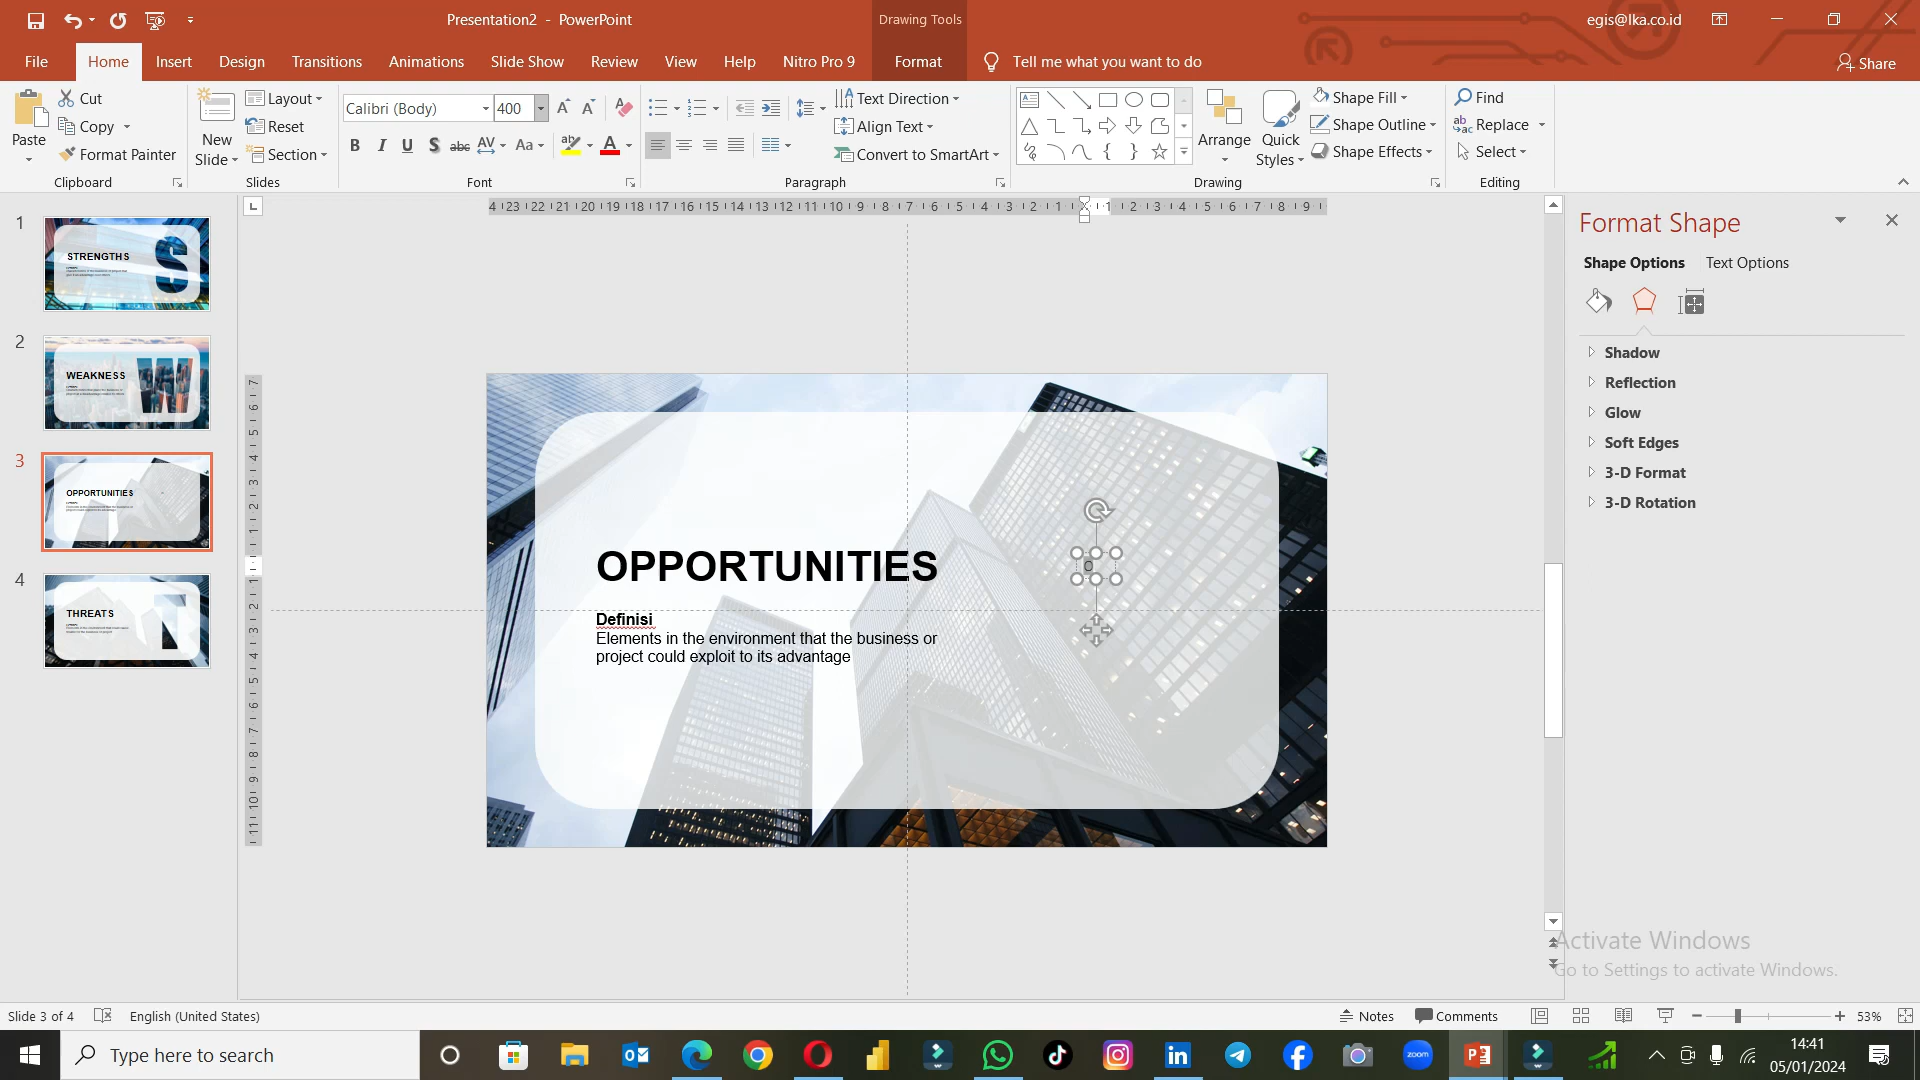 Presentation2 - PowerPoint
Drawing Tools
egis@lka.co.id
File
Home
Insert
Design
Transitions
Animations
Slide Show
Review
View
Help
Nitro Pro 9
Format
Tell me what you want to do
Share
Paste
Cut
Copy
Format Painter
Clipboard
New Slide
Layout
Reset
Section
Slides
Calibri (Body)
400
Font
Text Direction
Align Text
Convert to SmartArt
Paragraph
Arrange
Quick Styles
Shape Fill
Shape Outline
Shape Effects
Drawing
Find
Replace
Select
Editing
1
STRENGTHS
S
2
WEAKNESS
W
3
OPPORTUNITIES
4
THREATS
T
OPPORTUNITIES
Definisi
Elements in the environment that the business or
project could exploit to its advantage
O
Format Shape
Shape Options
Text Options
Shadow
Reflection
Glow
Soft Edges
3-D Format
3-D Rotation
Activate Windows
Go to Settings to activate Windows.
Slide 3 of 4
English (United States)
Notes
Comments
53%
Type here to search
zoom
14:41
05/01/2024